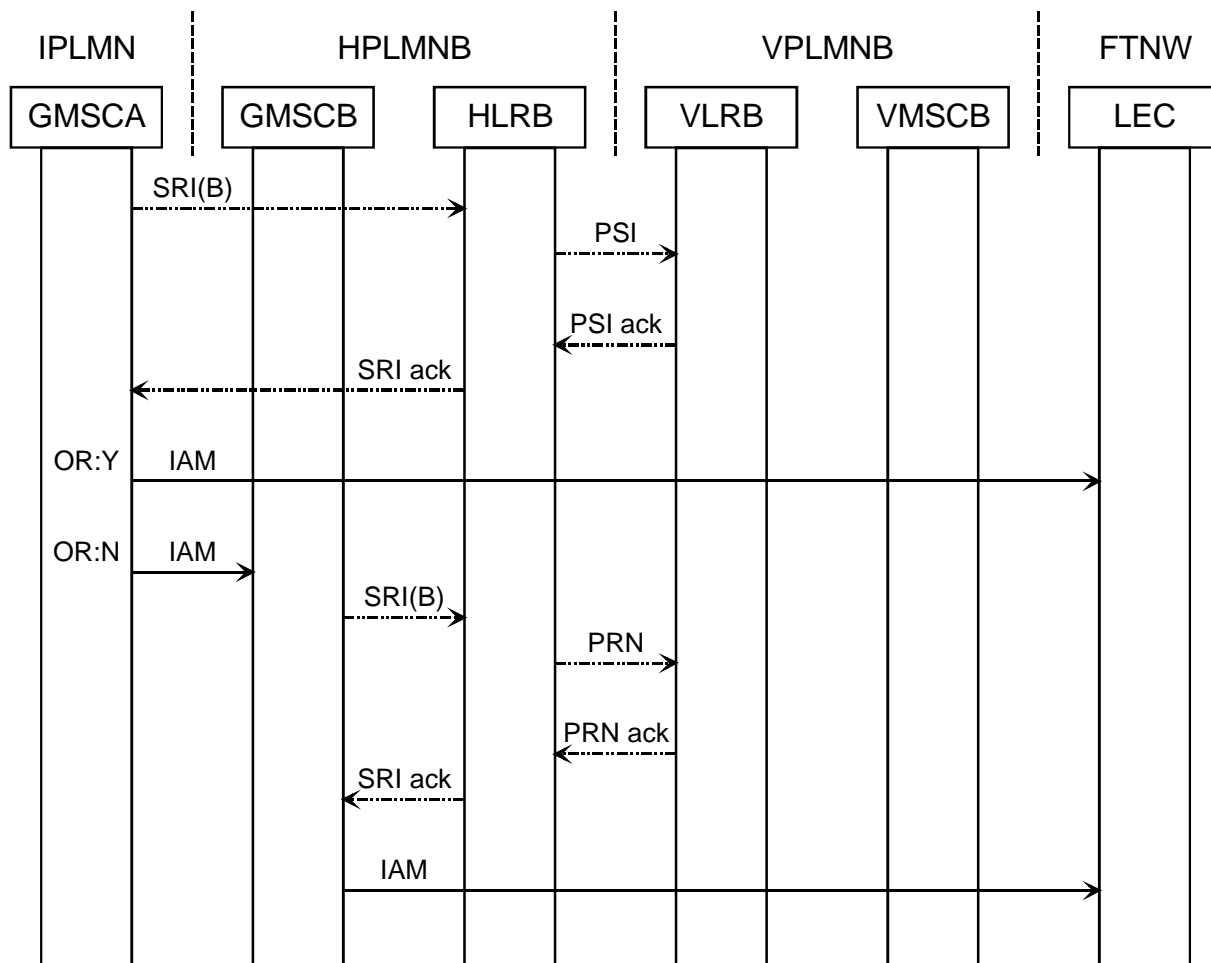 IPLMN HPLMNB VPLMNB FTNW
GMSCA GMSCB HLRB VLRB VMSCB LEC
SRI(B)
PSI
PSI ack
SRI ack
OR:Y IAM
OR:N IAM
SRI(B)
PRN
PRN ack
SRI ack
IAM